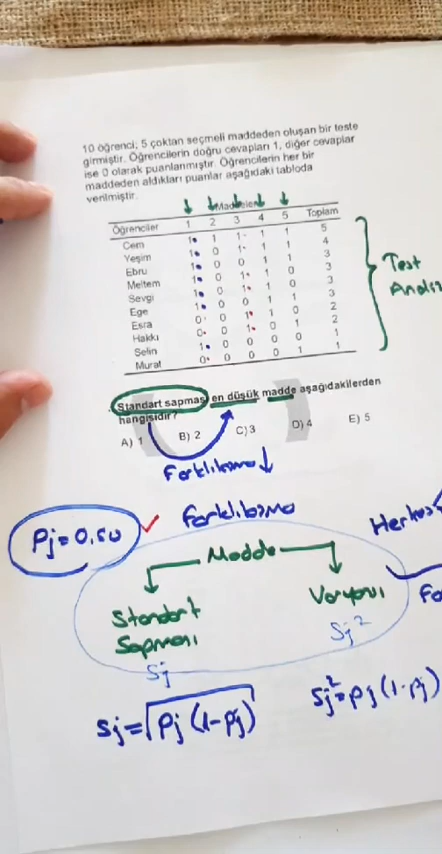 10 öğrenci; 5 çoktan seçmeli maddeden oluşan bir teste
girmiştir. Öğrencilerin doğru cevapları 1, diğer cevaplar
ise 0 olarak puanlanmıştır. Öğrencilerin her bir
maddeden aldıkları puanlar aşağıdaki tabloda
verilmiştir.
Maddeler
Öğrenciler 1 2 3 4 5 Toplam
Cem 1 1 1 1 1 5
Yeşim 1 0 1 1 1 4
Ebru 1 0 0 1 1 3
Meltem 1 0 1 1 0 3
Sevgi 1 0 1 0 1 3
Ege 1 0 0 1 1 3
Esra 0 0 1 1 0 2
Hakkı 0 0 1 0 1 2
Selin 1 0 0 0 0 1
Murat 0 0 0 0 1 1
Test
Standart sapması en düşük madde aşağıdakilerden
hangisidir?
A) 1 B) 2 C) 3 D) 4 E) 5
Farklılaşma ↓
Pj=0.50 ✓ Farklılaşma
Madde
Standart
Sapması
Sj
Varyansı
Sj²
Sj=√Pj(1-Pj)
Sj²=Pj(1-Pj)